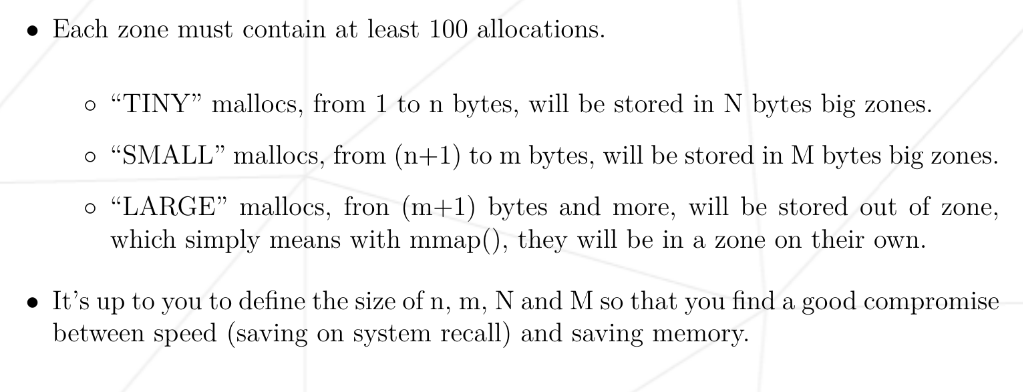 • Each zone must contain at least 100 allocations.
◦ “TINY” mallocs, from 1 to n bytes, will be stored in N bytes big zones.
◦ “SMALL” mallocs, from (n+1) to m bytes, will be stored in M bytes big zones.
◦ “LARGE” mallocs, fron (m+1) bytes and more, will be stored out of zone,
which simply means with mmap(), they will be in a zone on their own.
• It’s up to you to define the size of n, m, N and M so that you find a good compromise
between speed (saving on system recall) and saving memory.